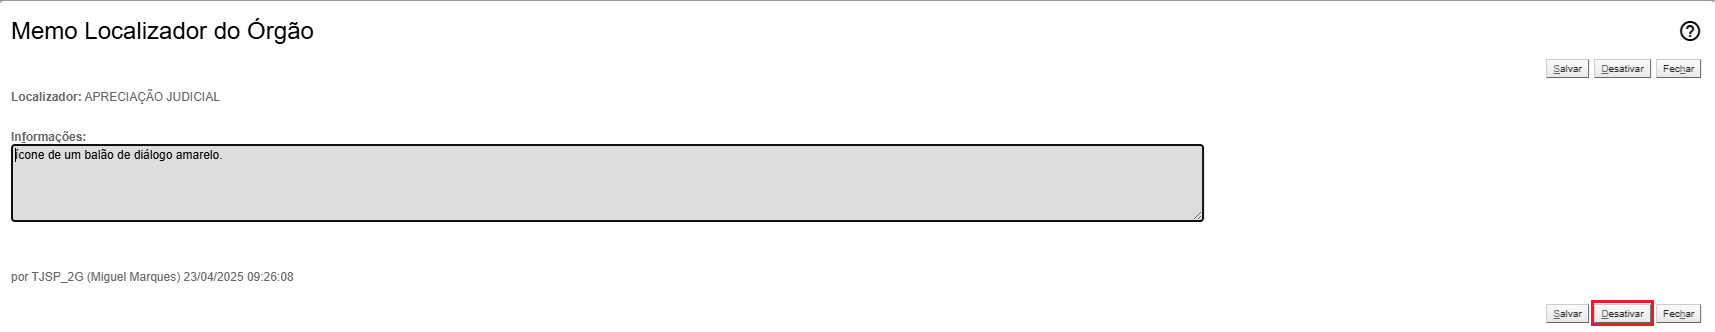 Memo Localizador do Órgão
Salvar Desativar Fechar
Localizador: APRECIAÇÃO JUDICIAL
Informações:
Ícone de um balão de diálogo amarelo.
por TJSP_2G (Miguel Marques) 23/04/2025 09:26:08
Salvar Desativar Fechar